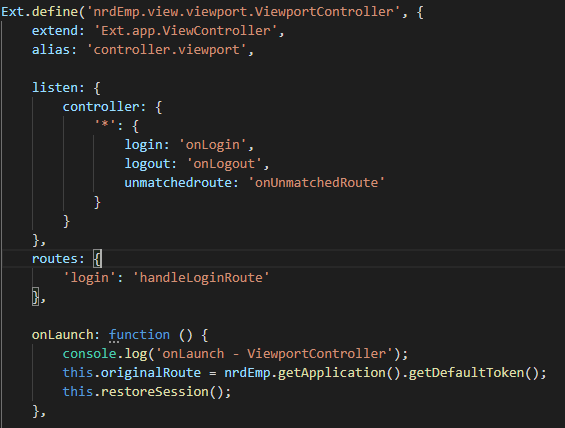 Ext.define('nrdEmp.view.viewport.ViewportController', {
    extend: 'Ext.app.ViewController',
    alias: 'controller.viewport',

    listen: {
        controller: {
            '*': {
                login: 'onLogin',
                logout: 'onLogout',
                unmatchedroute: 'onUnmatchedRoute'
            }
        }
    },
    routes: {
        'login': 'handleLoginRoute'
    },

    onLaunch: function () {
        console.log('onLaunch - ViewportController');
        this.originalRoute = nrdEmp.getApplication().getDefaultToken();
        this.restoreSession();
    },